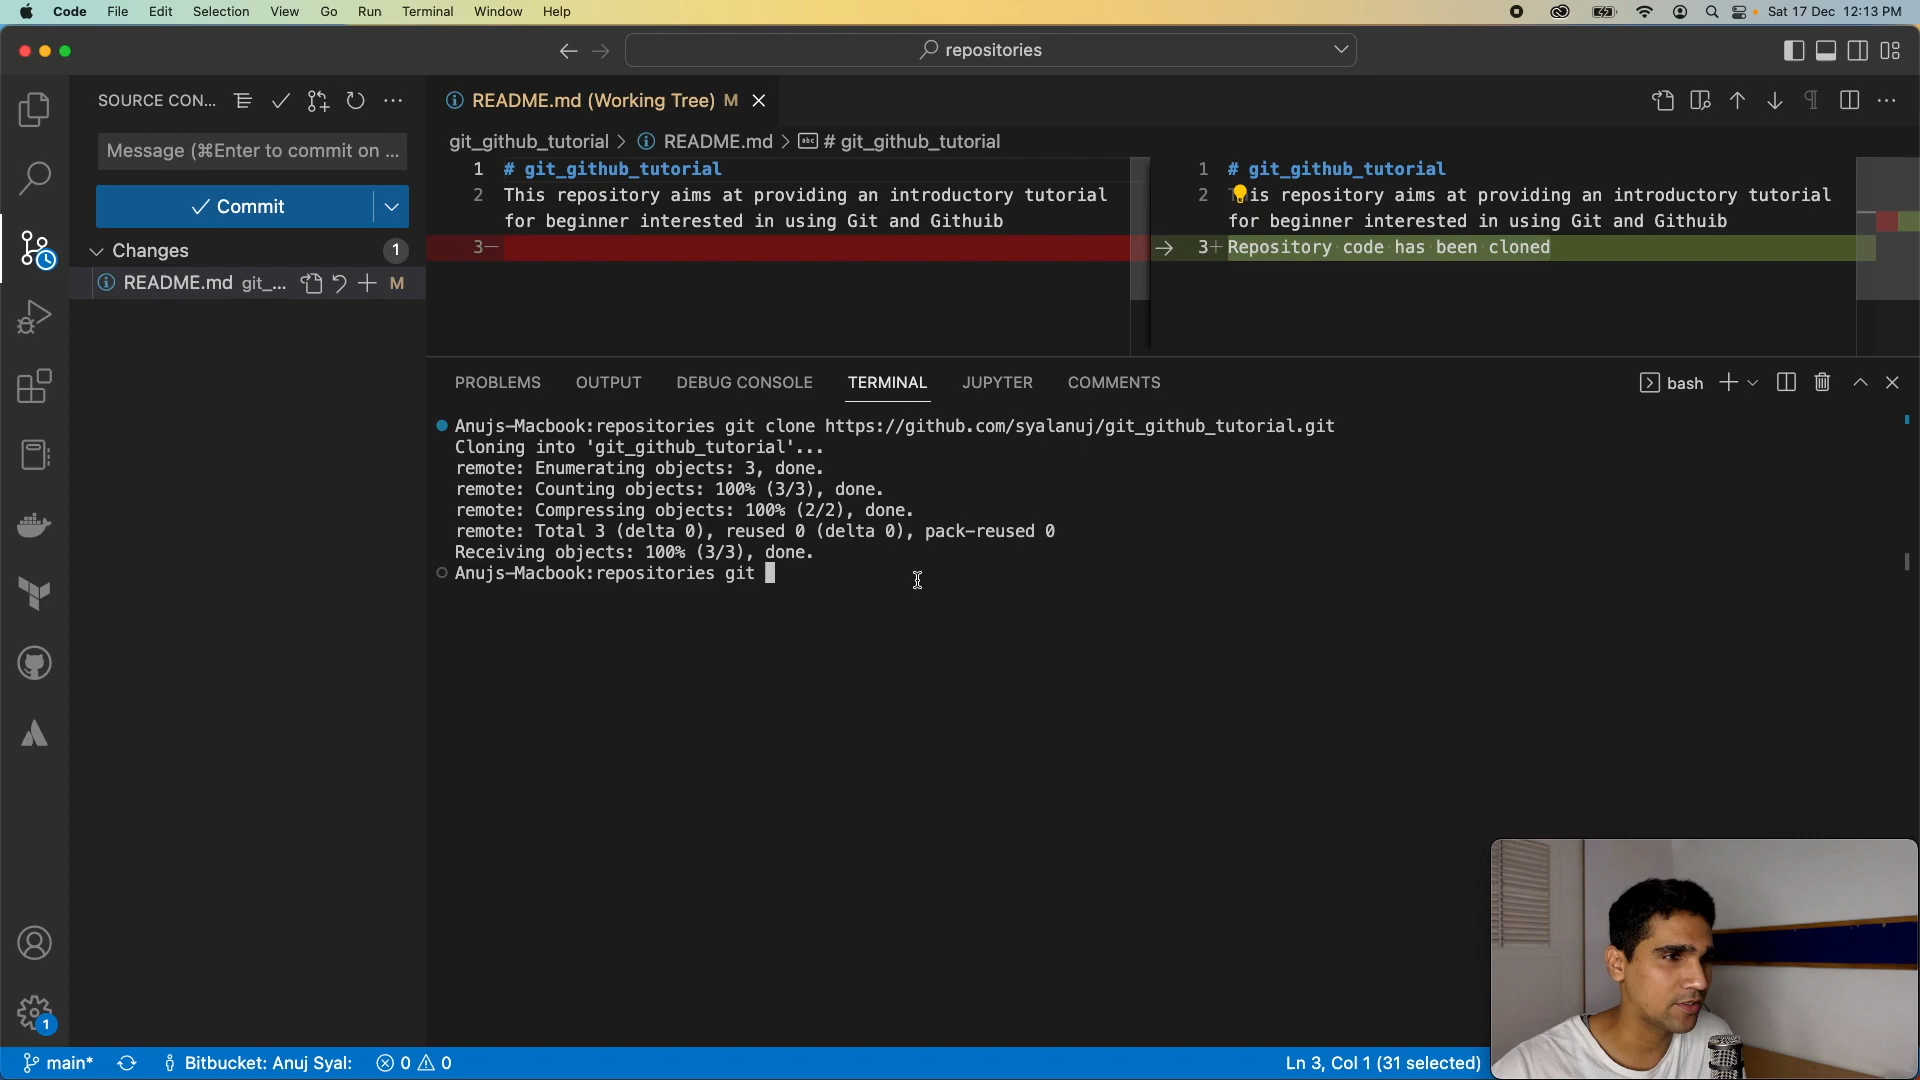 Code File Edit Selection View Go Run Terminal Window Help Sat 17 Dec 12:13 PM
repositories
SOURCE CON...
README.md (Working Tree) M
Message (⌘Enter to commit on ...
Commit
Changes 1
README.md git_... M
git_github_tutorial > README.md > # git_github_tutorial
1 # git_github_tutorial
2 This repository aims at providing an introductory tutorial
for beginner interested in using Git and Githuib
3−
1 # git_github_tutorial
2 is repository aims at providing an introductory tutorial
for beginner interested in using Git and Githuib
3+ Repository code has been cloned
PROBLEMS OUTPUT DEBUG CONSOLE TERMINAL JUPYTER COMMENTS bash
Anujs-Macbook:repositories git clone https://github.com/syalanuj/git_github_tutorial.git
Cloning into 'git_github_tutorial'...
remote: Enumerating objects: 3, done.
remote: Counting objects: 100% (3/3), done.
remote: Compressing objects: 100% (2/2), done.
remote: Total 3 (delta 0), reused 0 (delta 0), pack-reused 0
Receiving objects: 100% (3/3), done.
Anujs-Macbook:repositories git
1
main* Bitbucket: Anuj Syal: 0 0 Ln 3, Col 1 (31 selected)